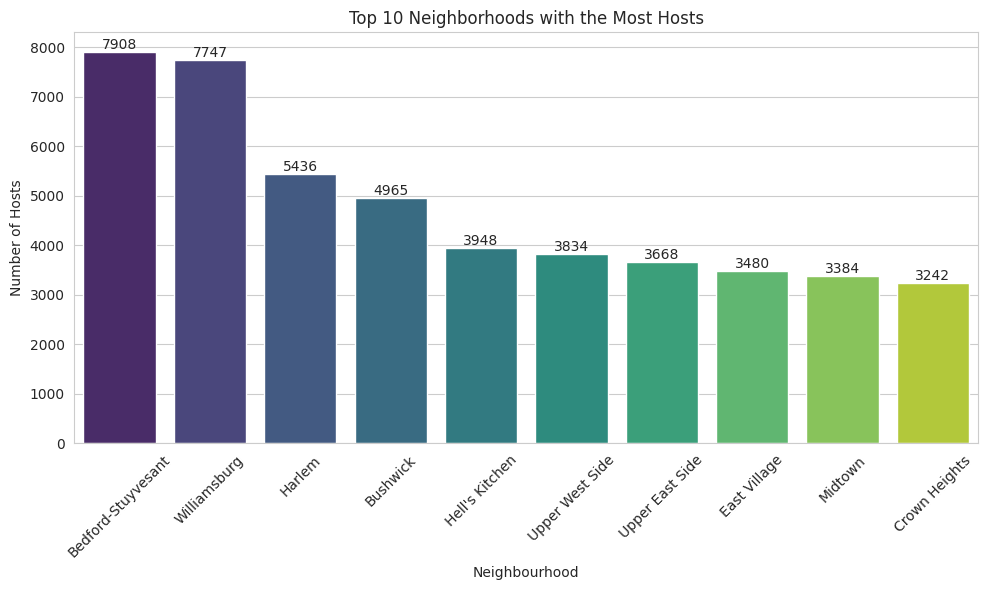 Top 10 Neighborhoods with the Most Hosts
Number of Hosts
8000
7000
6000
5000
4000
3000
2000
1000
0
7908
7747
5436
4965
3948
3834
3668
3480
3384
3242
Bedford-Stuyvesant
Williamsburg
Harlem
Bushwick
Hell's Kitchen
Upper West Side
Upper East Side
East Village
Midtown
Crown Heights
Neighbourhood